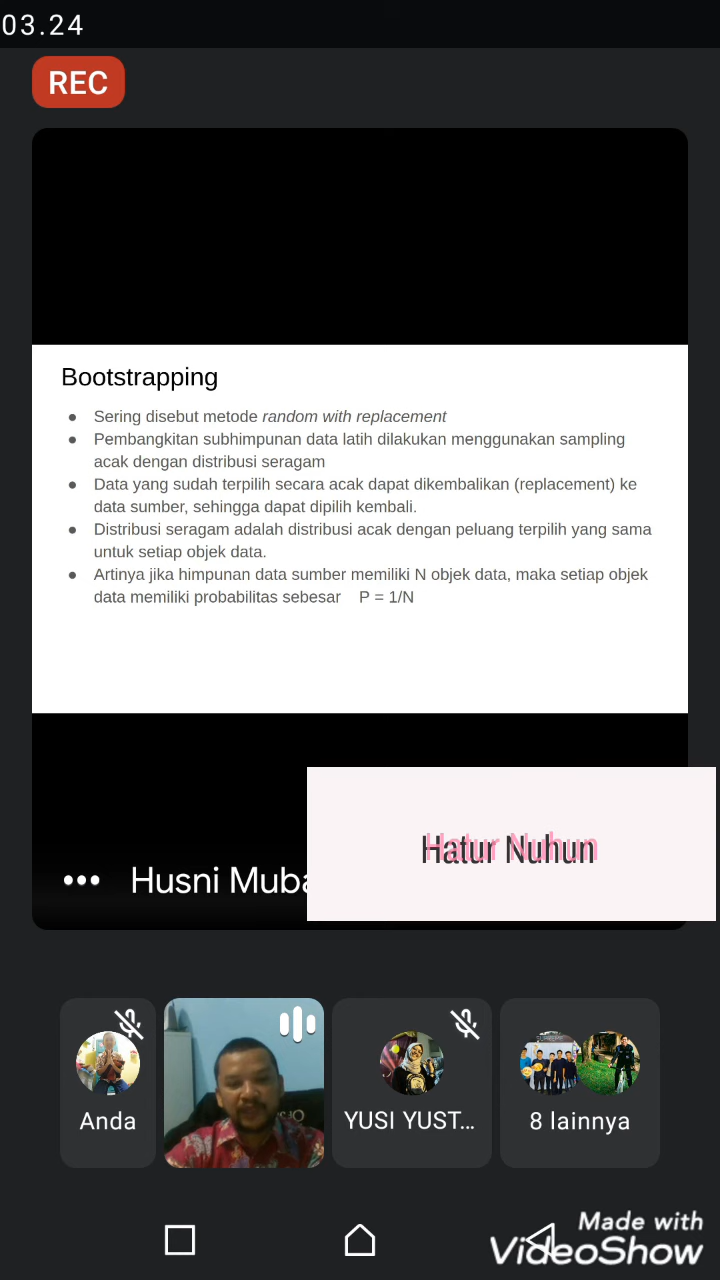 03.24
REC
Bootstrapping
● Sering disebut metode random with replacement
● Pembangkitan subhimpunan data latih dilakukan menggunakan sampling
acak dengan distribusi seragam
● Data yang sudah terpilih secara acak dapat dikembalikan (replacement) ke
data sumber, sehingga dapat dipilih kembali.
● Distribusi seragam adalah distribusi acak dengan peluang terpilih yang sama
untuk setiap objek data.
● Artinya jika himpunan data sumber memiliki N objek data, maka setiap objek
data memiliki probabilitas sebesar P = 1/N
Hatur Nuhun
••• Husni Muba
Anda
YUSI YUST...
8 lainnya
Made with
VideoShow